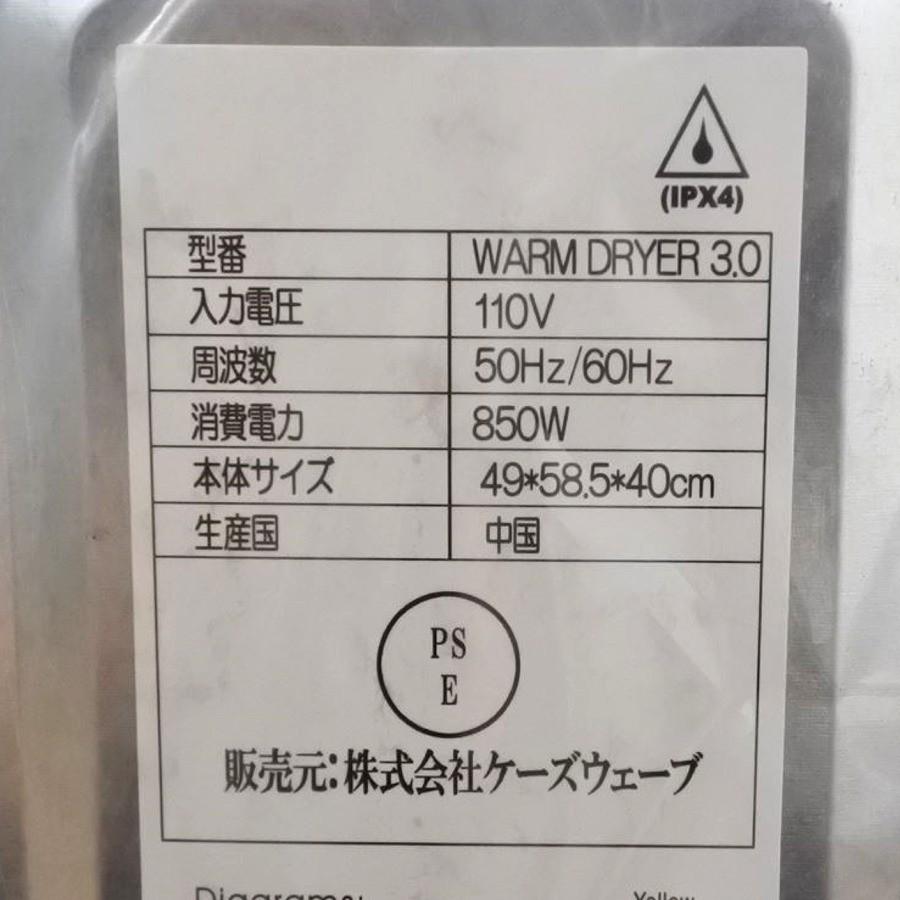 (IPX4)
型番 WARM DRYER 3.0
入力電圧 110V
周波数 50Hz/60Hz
消費電力 850W
本体サイズ 49*58.5*40cm
生産国 中国
PS
E
販売元:株式会社ケーズウェーブ
Yellow